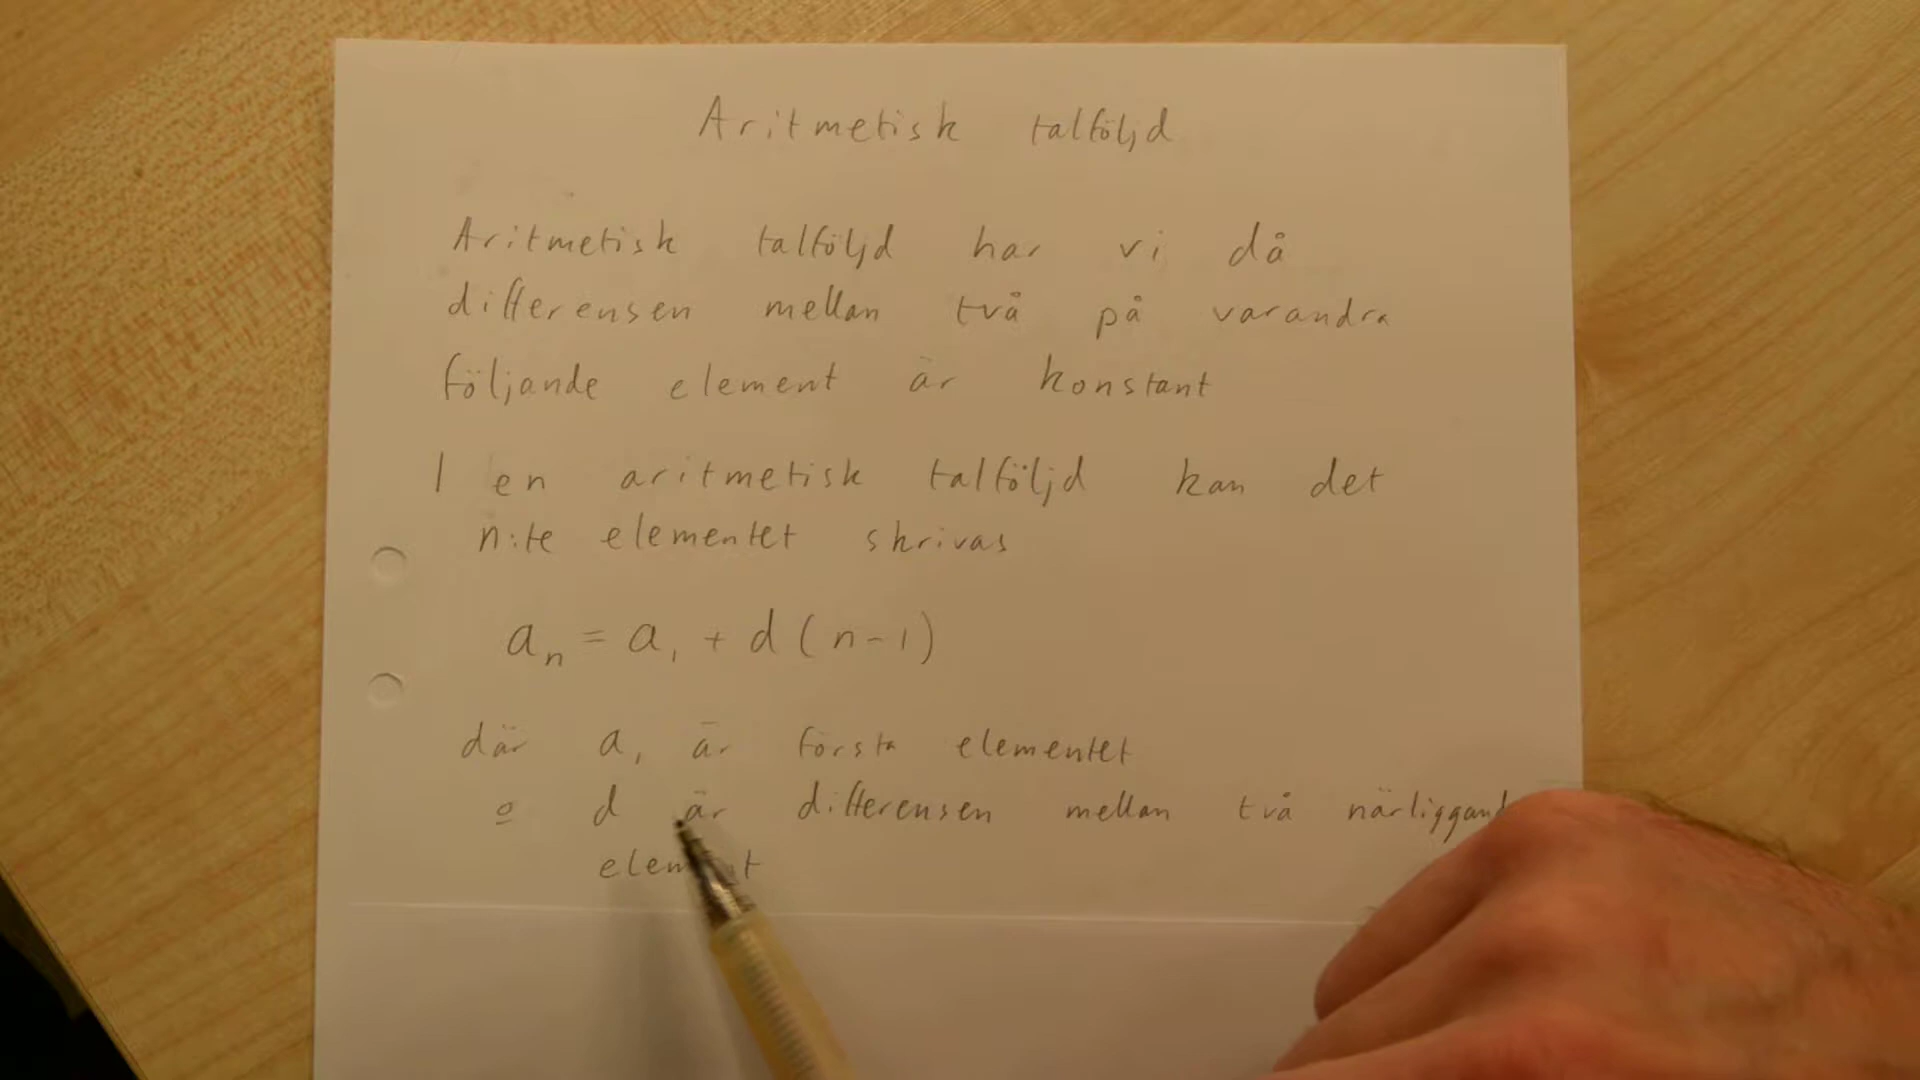 Aritmetisk talföljd
Aritmetisk talföljd har vi då
differensen mellan två på varandra
följande element är konstant
I en aritmetisk talföljd kan det
n:te elementet skrivas
aₙ = a₁ + d(n-1)
där a₁ är första elementet
o d är differensen mellan två
element